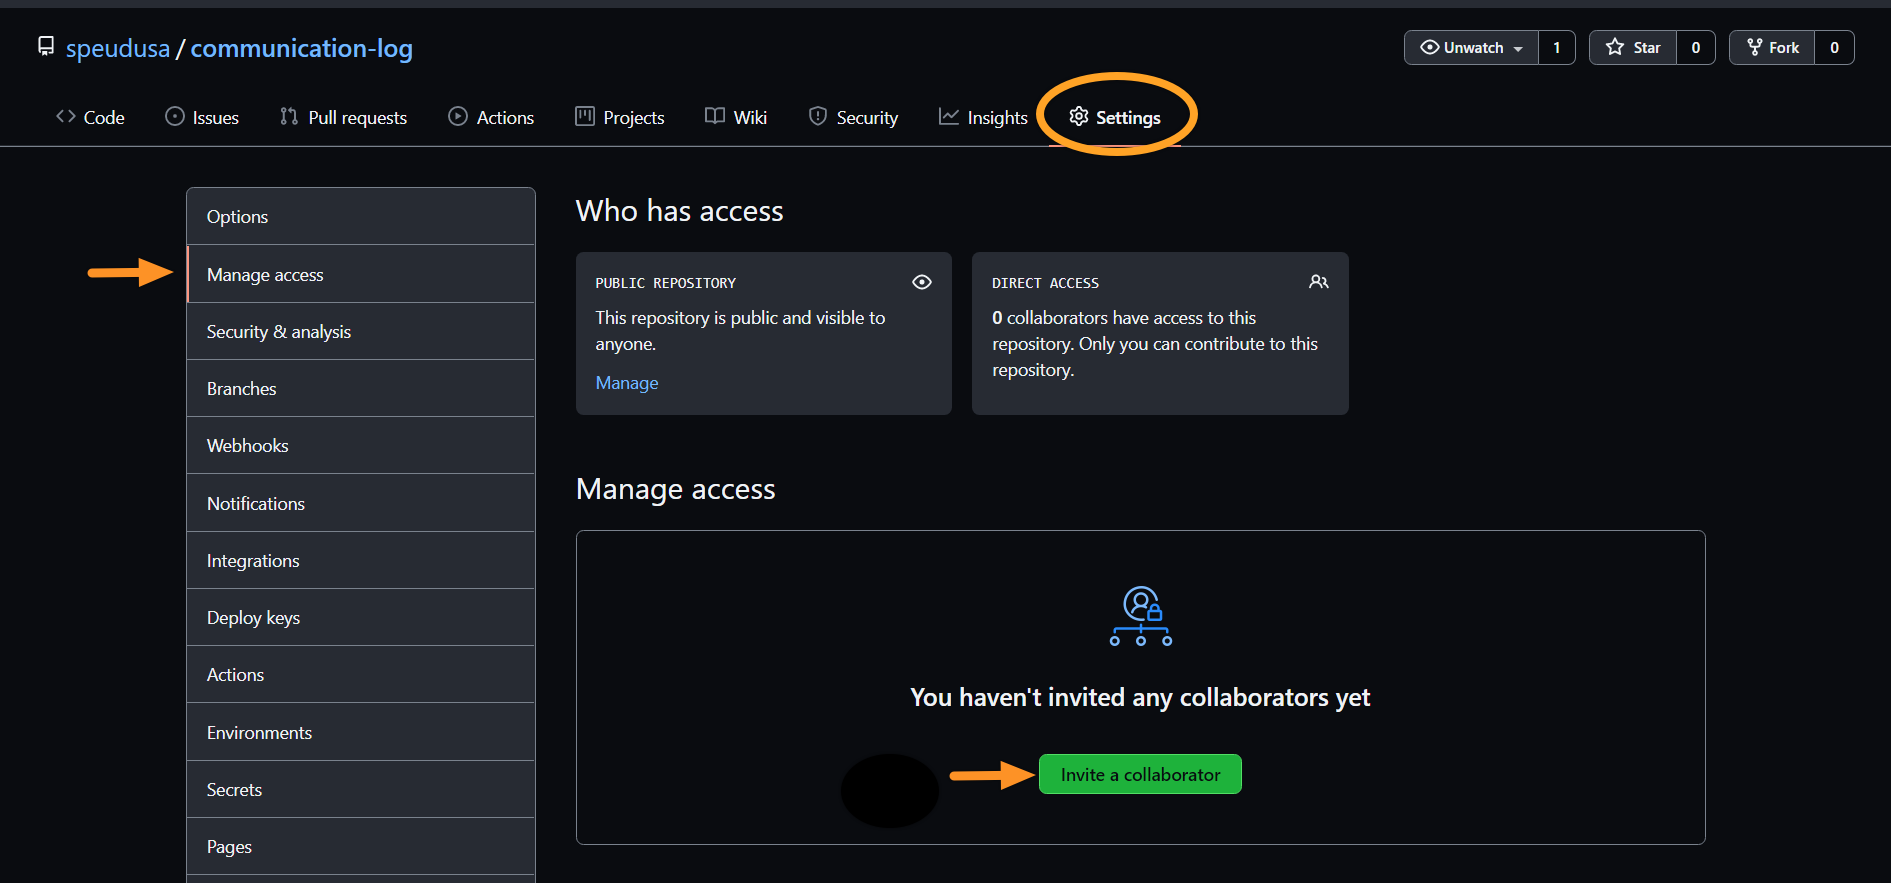 speudusa / communication-log
Unwatch 1 Star 0 Fork 0
Code Issues Pull requests Actions Projects Wiki Security Insights Settings
Options
Manage access
Security & analysis
Branches
Webhooks
Notifications
Integrations
Deploy keys
Actions
Environments
Secrets
Pages
Who has access
PUBLIC REPOSITORY
This repository is public and visible to
anyone.
Manage
DIRECT ACCESS
0 collaborators have access to this
repository. Only you can contribute to this
repository.
Manage access
You haven't invited any collaborators yet
Invite a collaborator